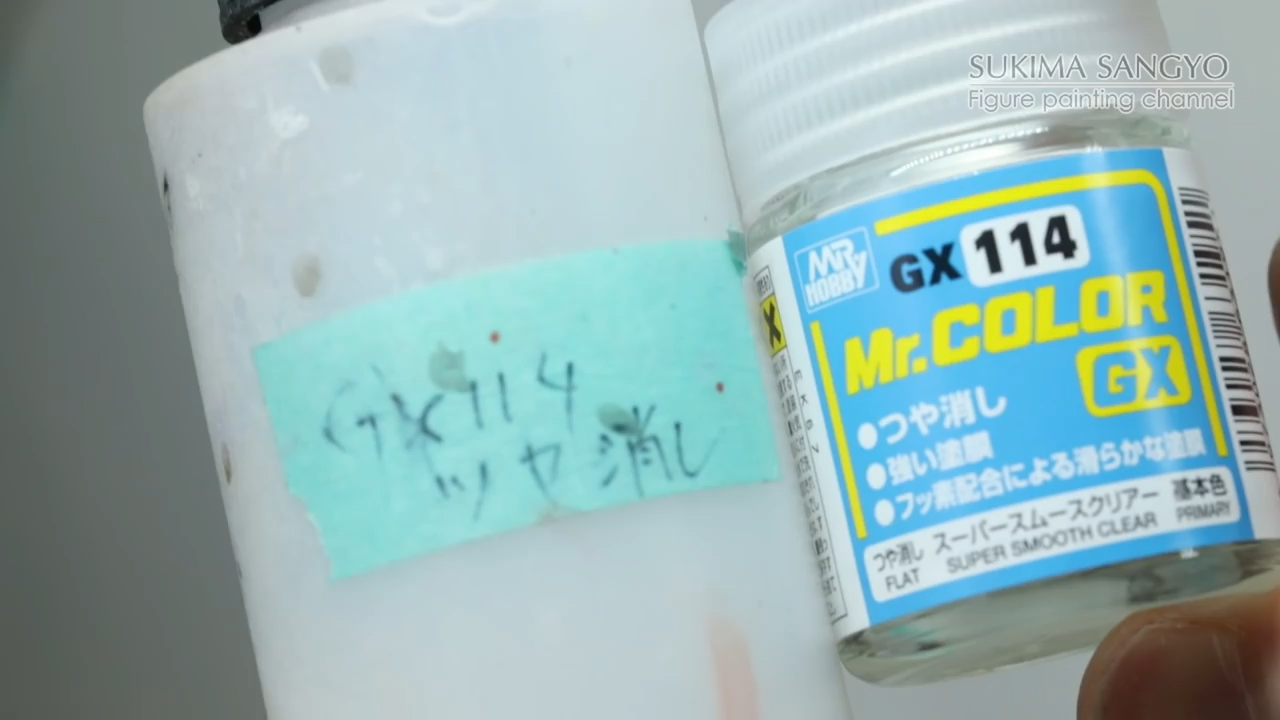 SUKIMA SANGYO
Figure painting channel
GX114
ツヤ消し
MR HOBBY
GX 114
Mr.COLOR
GX
●つや消し
●強い塗膜
●フッ素配合による滑らかな塗膜
つや消し スーパースムースクリアー 基本色
FLAT SUPER SMOOTH CLEAR PRIMARY